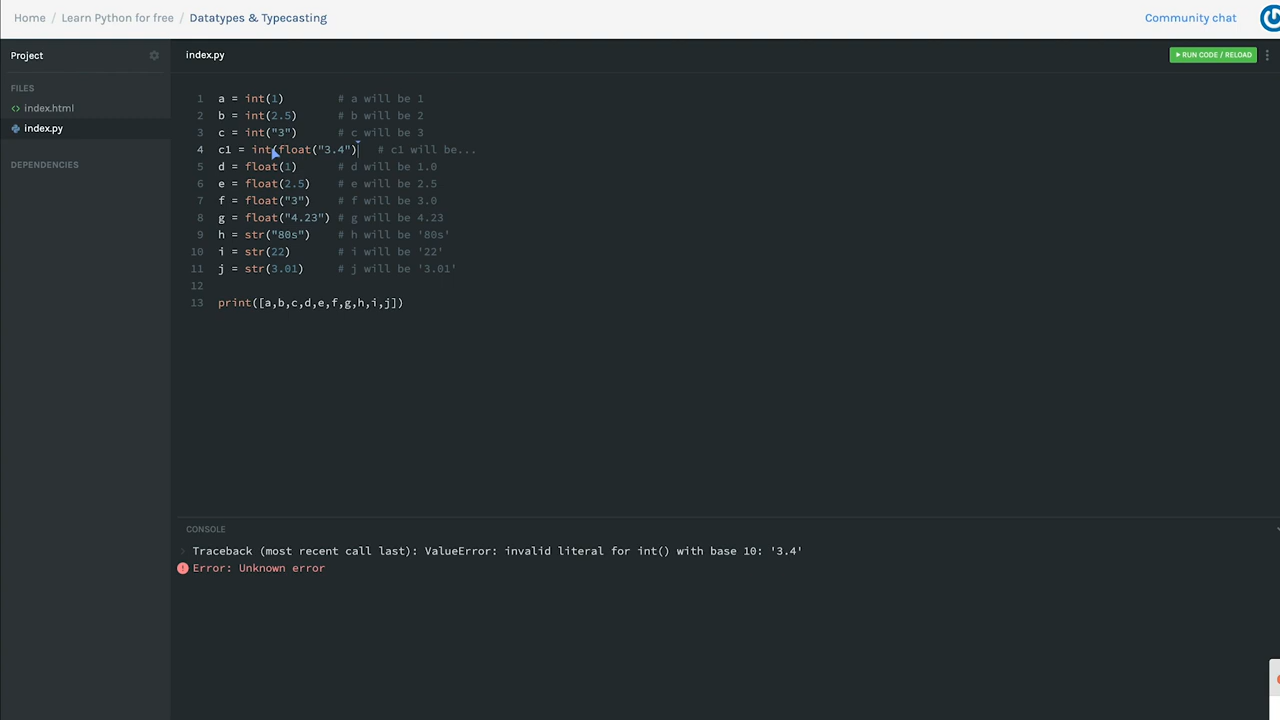 Home / Learn Python for free / Datatypes & Typecasting
Community chat
Project
index.py
RUN CODE / RELOAD
FILES
index.html
index.py
DEPENDENCIES
1 a = int(1) # a will be 1
2 b = int(2.5) # b will be 2
3 c = int("3") # c will be 3
4 c1 = int(float("3.4") # c1 will be...
5 d = float(1) # d will be 1.0
6 e = float(2.5) # e will be 2.5
7 f = float("3") # f will be 3.0
8 g = float("4.23") # g will be 4.23
9 h = str("80s") # h will be '80s'
10 i = str(22) # i will be '22'
11 j = str(3.01) # j will be '3.01'
12
13 print([a,b,c,d,e,f,g,h,i,j])
CONSOLE
Traceback (most recent call last): ValueError: invalid literal for int() with base 10: '3.4'
Error: Unknown error